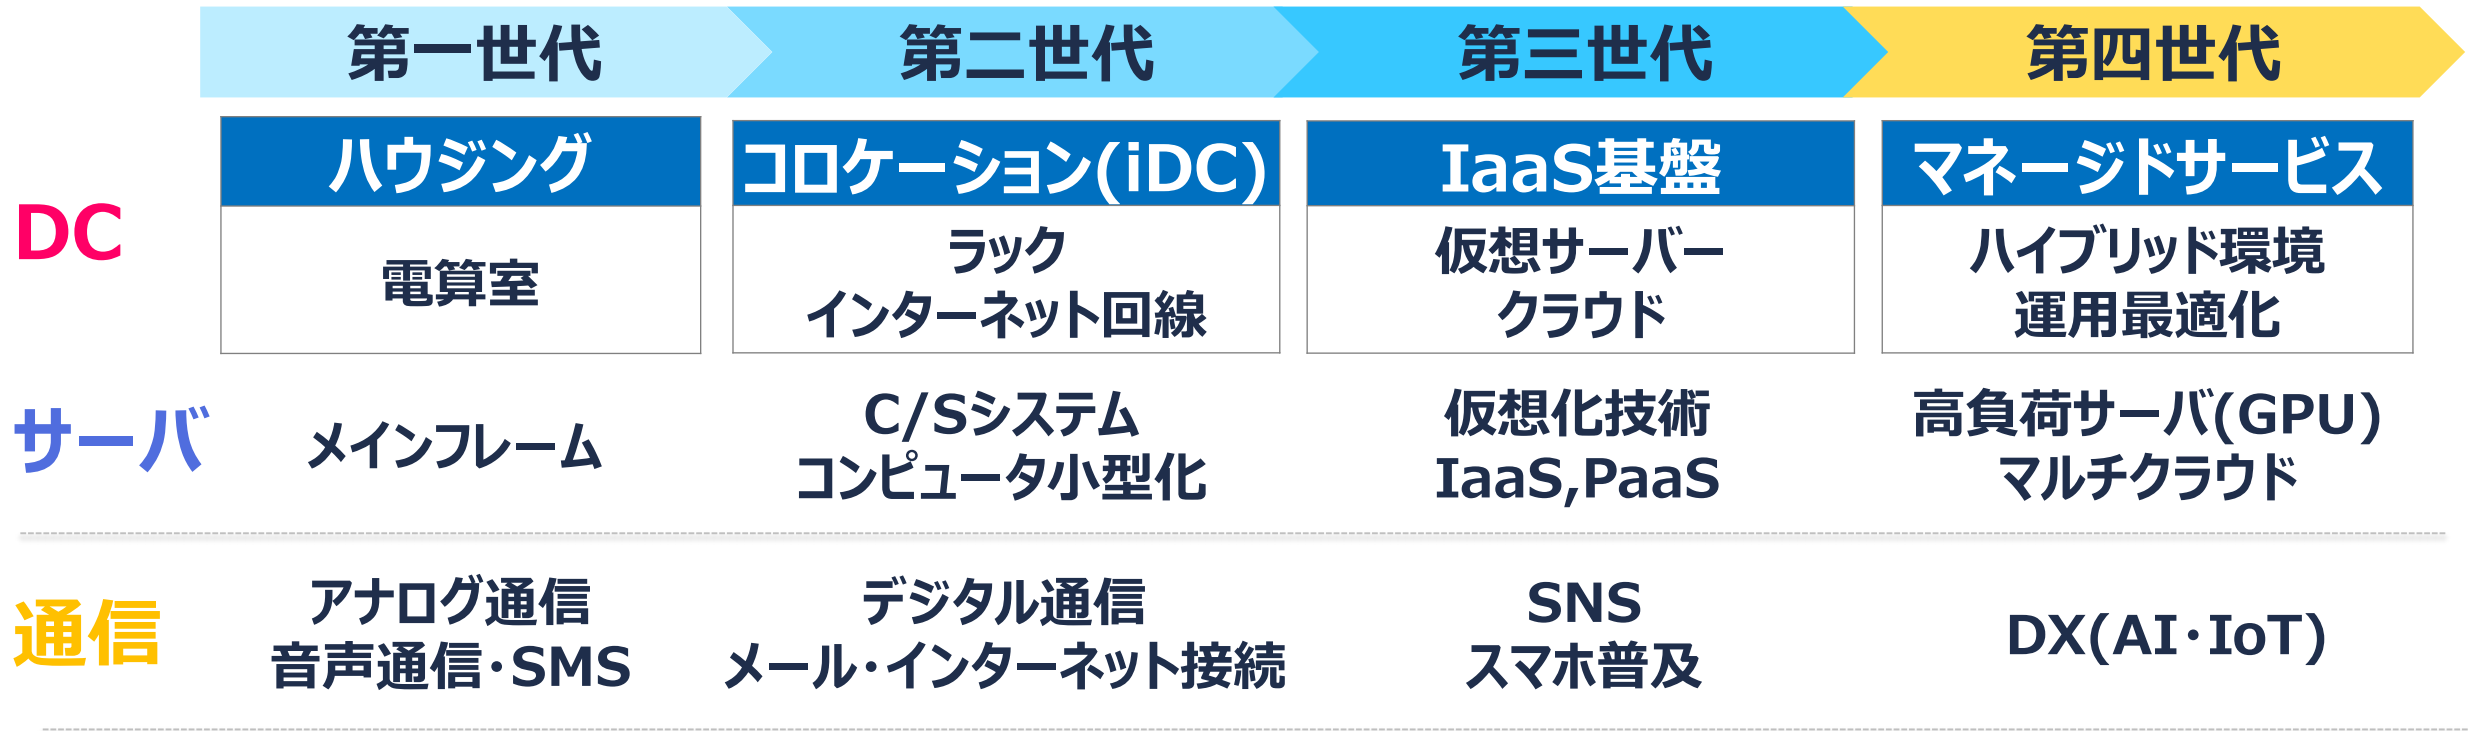 第一世代
第二世代
第三世代
第四世代
DC
ハウジング
コロケーション(iDC)
IaaS基盤
マネージドサービス
電算室
ラック
インターネット回線
仮想サーバー
クラウド
ハイブリッド環境
運用最適化
サーバ
メインフレーム
C/Sシステム
コンピュータ小型化
仮想化技術
IaaS,PaaS
高負荷サーバ(GPU)
マルチクラウド
通信
アナログ通信
音声通信・SMS
デジタル通信
メール・インターネット接続
SNS
スマホ普及
DX(AI・IoT)